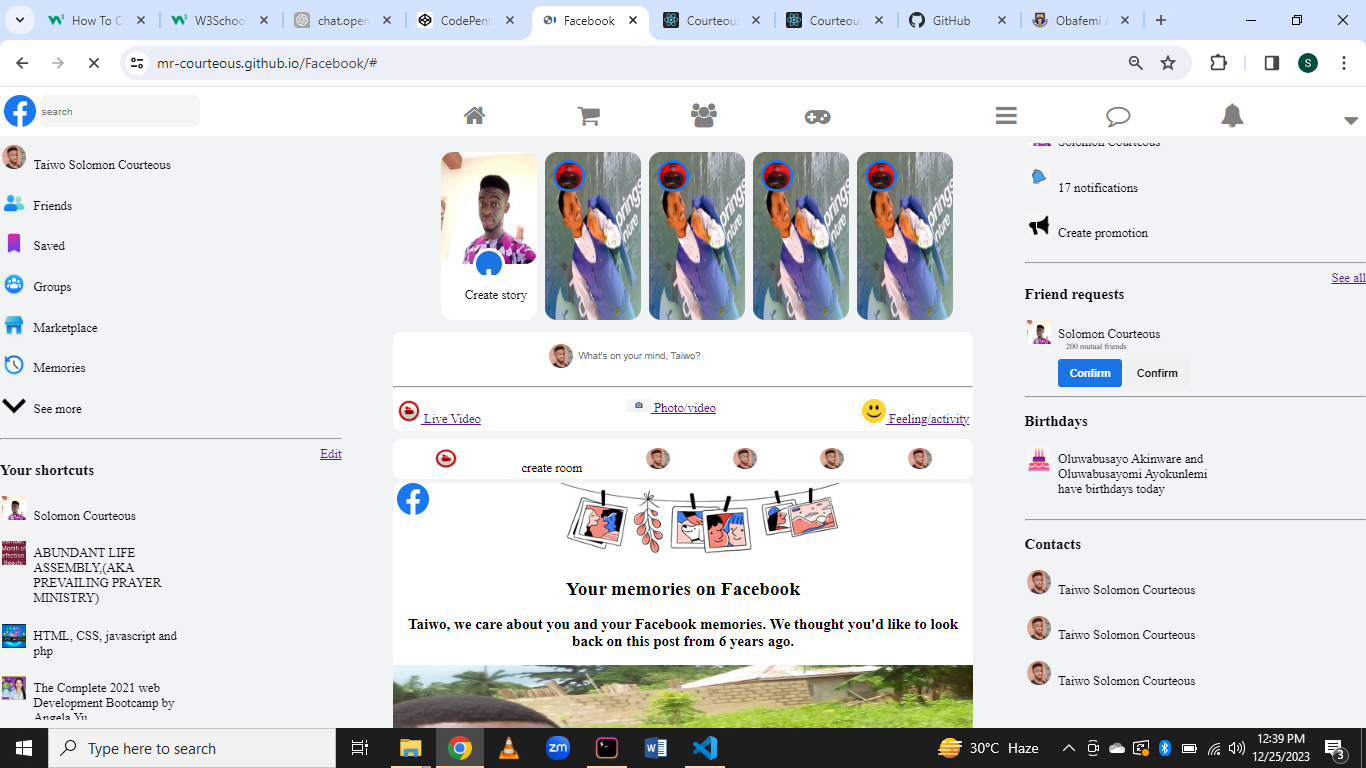 How To C
W3Schoo
chat.open
CodePen
Facebook
Courteous
Courteous
GitHub
Obafemi A
mr-courteous.github.io/Facebook/#
S
search
Taiwo Solomon Courteous
Friends
Saved
Groups
Marketplace
Memories
See more
Edit
Your shortcuts
Solomon Courteous
Month of
ABUNDANT LIFE
ASSEMBLY,(AKA
PREVAILING PRAYER
MINISTRY)
HTML, CSS, javascript and
php
The Complete 2021 web
Development Bootcamp by
Angela Yu
Create story
What's on your mind, Taiwo?
Live Video
Photo/video
Feeling/activity
create room
Your memories on Facebook
Taiwo, we care about you and your Facebook memories. We thought you'd like to look
back on this post from 6 years ago.
Solomon Courteous
17 notifications
Create promotion
See all
Friend requests
Solomon Courteous
200 mutual friends
Confirm
Confirm
Birthdays
Oluwabusayo Akinware and
Oluwabusayomi Ayokunlemi
have birthdays today
Contacts
Taiwo Solomon Courteous
Taiwo Solomon Courteous
Taiwo Solomon Courteous
Type here to search
zm
30°C Haze
12:39 PM
12/25/2023
3